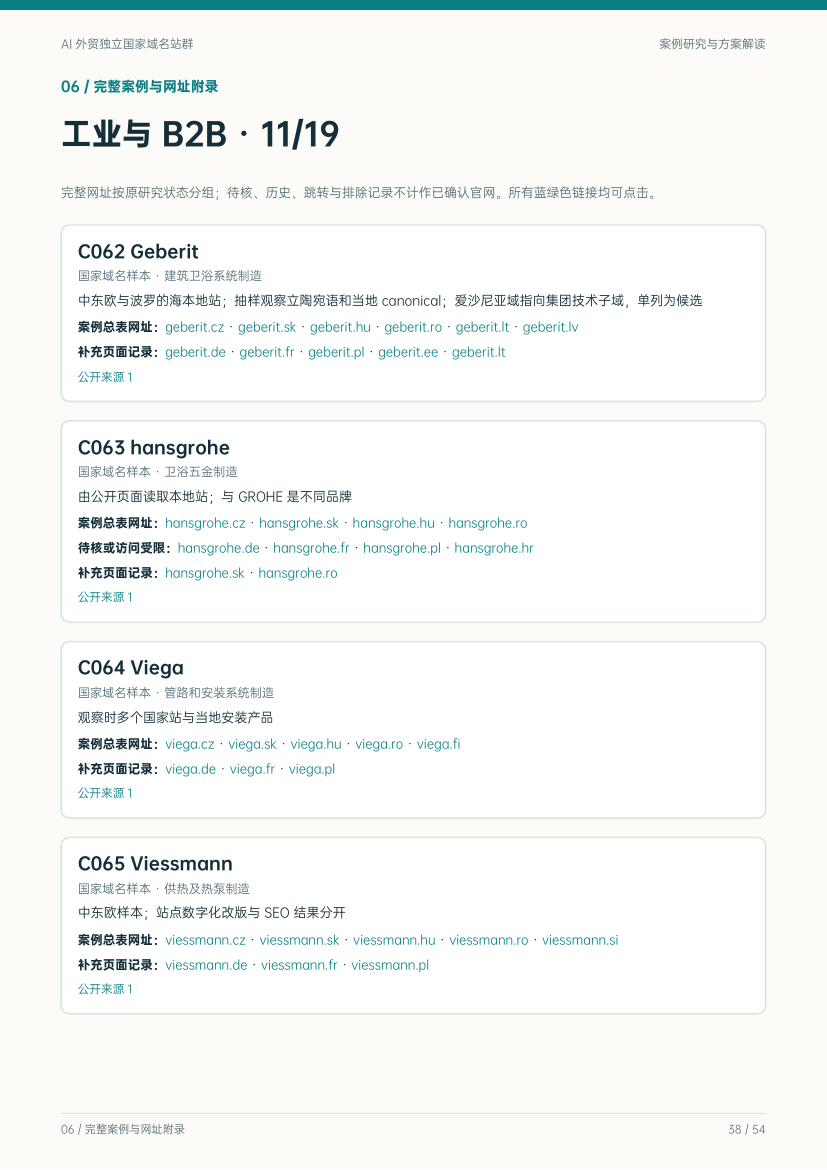 AI 外贸独立国家域名站群
案例研究与方案解读
06 / 完整案例与网址附录
工业与 B2B · 11/19
完整网址按原研究状态分组；待核、历史、跳转与排除记录不计作已确认官网。所有蓝绿色链接均可点击。
C062 Geberit
国家域名样本 · 建筑卫浴系统制造
中东欧与波罗的海本地站；抽样观察立陶宛语和当地 canonical；爱沙尼亚域指向集团技术子域，单列为候选
案例总表网址：geberit.cz · geberit.sk · geberit.hu · geberit.ro · geberit.lt · geberit.lv
补充页面记录：geberit.de · geberit.fr · geberit.pl · geberit.ee · geberit.lt
公开来源 1
C063 hansgrohe
国家域名样本 · 卫浴五金制造
由公开页面读取本地站；与 GROHE 是不同品牌
案例总表网址：hansgrohe.cz · hansgrohe.sk · hansgrohe.hu · hansgrohe.ro
待核或访问受限：hansgrohe.de · hansgrohe.fr · hansgrohe.pl · hansgrohe.hr
补充页面记录：hansgrohe.sk · hansgrohe.ro
公开来源 1
C064 Viega
国家域名样本 · 管路和安装系统制造
观察时多个国家站与当地安装产品
案例总表网址：viega.cz · viega.sk · viega.hu · viega.ro · viega.fi
补充页面记录：viega.de · viega.fr · viega.pl
公开来源 1
C065 Viessmann
国家域名样本 · 供热及热泵制造
中东欧样本；站点数字化改版与 SEO 结果分开
案例总表网址：viessmann.cz · viessmann.sk · viessmann.hu · viessmann.ro · viessmann.si
补充页面记录：viessmann.de · viessmann.fr · viessmann.pl
公开来源 1
06 / 完整案例与网址附录
38 / 54